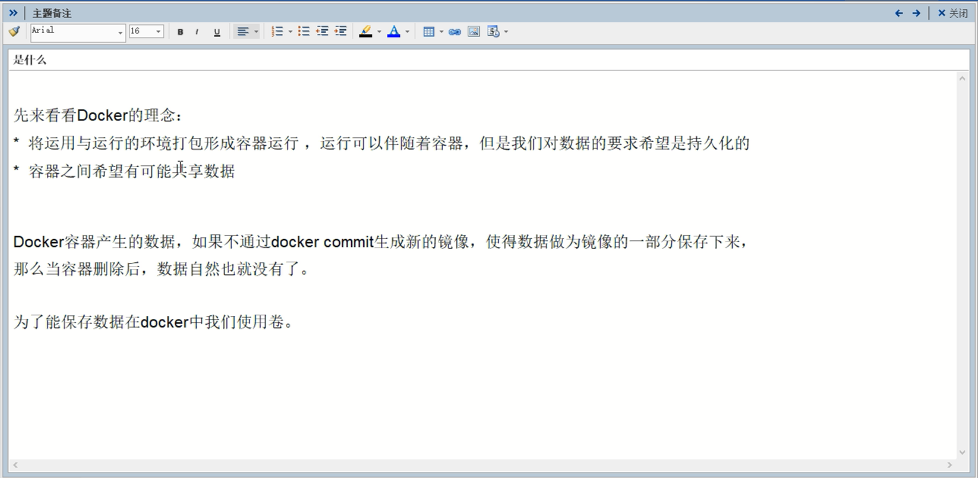 主题备注
关闭
Arial
16
B I U
A
是什么
先来看看Docker的理念：
* 将运用与运行的环境打包形成容器运行 ，运行可以伴随着容器，但是我们对数据的要求希望是持久化的
* 容器之间希望有可能共享数据
Docker容器产生的数据，如果不通过docker commit生成新的镜像，使得数据做为镜像的一部分保存下来，
那么当容器删除后，数据自然也就没有了。
为了能保存数据在docker中我们使用卷。